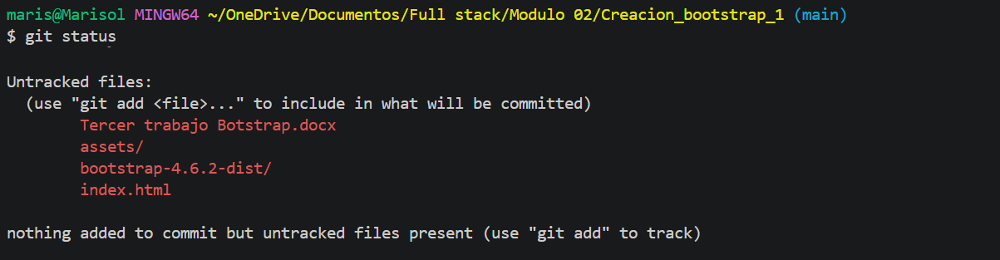 maris@Marisol MINGW64 ~/OneDrive/Documentos/Full stack/Modulo 02/Creacion_bootstrap_1 (main)
$ git status
Untracked files:
(use "git add <file>..." to include in what will be committed)
Tercer trabajo Botstrap.docx
assets/
bootstrap-4.6.2-dist/
index.html
nothing added to commit but untracked files present (use "git add" to track)